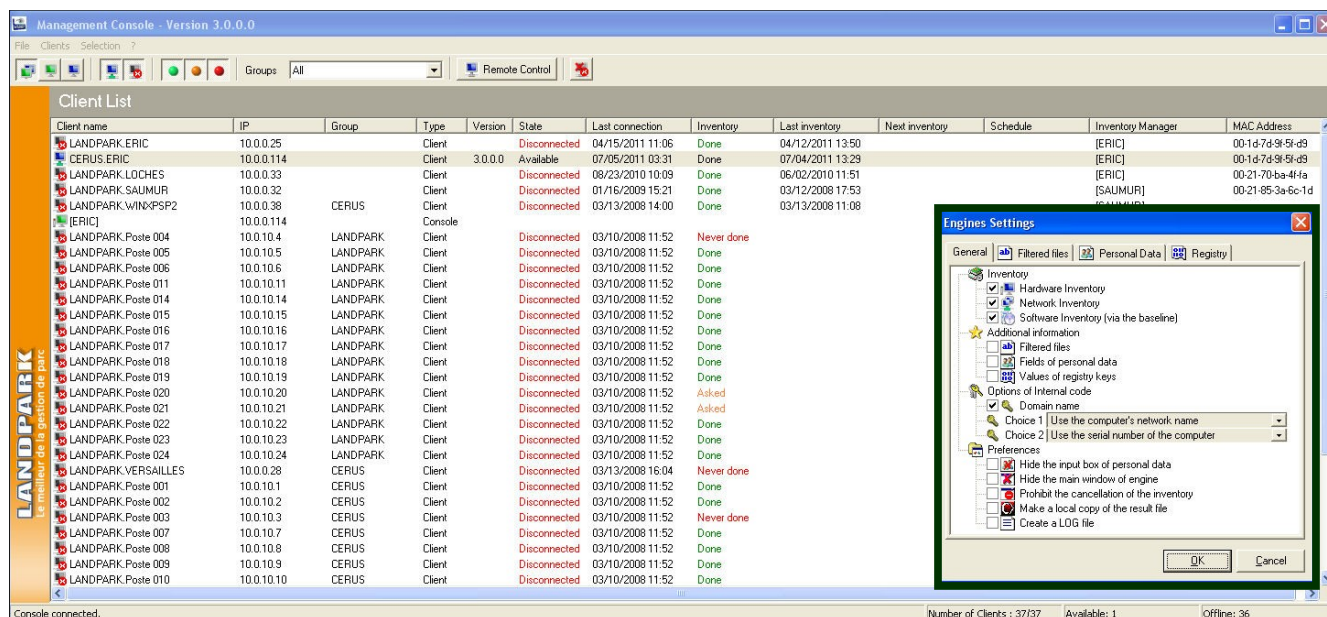 Management Console - Version 3.0.0.0
File Clients Selection ?
Groups All Remote Control
Client List
Client name IP Group Type Version State Last connection Inventory Last inventory Next inventory Schedule Inventory Manager MAC Address
LANDPARK.ERIC 10.0.0.25 Client Disconnected 04/15/2011 11:06 Done 04/12/2011 13:50 [ERIC] 00-1d-7d-9f-5f-d9
CERUS.ERIC 10.0.0.114 Client 3.0.0.0 Available 07/05/2011 03:31 Done 07/04/2011 13:29 [ERIC] 00-1d-7d-9f-5f-d9
LANDPARK.LOCHES 10.0.0.33 Client Disconnected 08/23/2010 10:09 Done 06/02/2010 11:51 [ERIC] 00-21-70-ba-4f-fa
LANDPARK.SAUMUR 10.0.0.32 Client Disconnected 01/16/2009 15:21 Done 03/12/2008 17:53 [SAUMUR] 00-21-85-3a-6c-1d
LANDPARK.WINXPSP2 10.0.0.38 CERUS Client Disconnected 03/13/2008 14:00 Done 03/13/2008 11:08 [SAUMUR]
[ERIC] 10.0.0.114 Console
LANDPARK.Poste 004 10.0.10.4 LANDPARK Client Disconnected 03/10/2008 11:52 Never done
LANDPARK.Poste 005 10.0.10.5 LANDPARK Client Disconnected 03/10/2008 11:52 Done
LANDPARK.Poste 006 10.0.10.6 LANDPARK Client Disconnected 03/10/2008 11:52 Done
LANDPARK.Poste 011 10.0.10.11 LANDPARK Client Disconnected 03/10/2008 11:52 Done
LANDPARK.Poste 014 10.0.10.14 LANDPARK Client Disconnected 03/10/2008 11:52 Done
LANDPARK.Poste 015 10.0.10.15 LANDPARK Client Disconnected 03/10/2008 11:52 Done
LANDPARK.Poste 016 10.0.10.16 LANDPARK Client Disconnected 03/10/2008 11:52 Done
LANDPARK.Poste 017 10.0.10.17 LANDPARK Client Disconnected 03/10/2008 11:52 Done
LANDPARK.Poste 018 10.0.10.18 LANDPARK Client Disconnected 03/10/2008 11:52 Done
LANDPARK.Poste 019 10.0.10.19 LANDPARK Client Disconnected 03/10/2008 11:52 Done
LANDPARK.Poste 020 10.0.10.20 LANDPARK Client Disconnected 03/10/2008 11:52 Asked
LANDPARK.Poste 021 10.0.10.21 LANDPARK Client Disconnected 03/10/2008 11:52 Asked
LANDPARK.Poste 022 10.0.10.22 LANDPARK Client Disconnected 03/10/2008 11:52 Done
LANDPARK.Poste 023 10.0.10.23 LANDPARK Client Disconnected 03/10/2008 11:52 Done
LANDPARK.Poste 024 10.0.10.24 LANDPARK Client Disconnected 03/10/2008 11:52 Done
LANDPARK.VERSAILLES 10.0.0.28 CERUS Client Disconnected 03/13/2008 16:04 Never done
LANDPARK.Poste 001 10.0.10.1 CERUS Client Disconnected 03/10/2008 11:52 Done
LANDPARK.Poste 002 10.0.10.2 CERUS Client Disconnected 03/10/2008 11:52 Done
LANDPARK.Poste 003 10.0.10.3 CERUS Client Disconnected 03/10/2008 11:52 Never done
LANDPARK.Poste 007 10.0.10.7 CERUS Client Disconnected 03/10/2008 11:52 Done
LANDPARK.Poste 008 10.0.10.8 CERUS Client Disconnected 03/10/2008 11:52 Done
LANDPARK.Poste 009 10.0.10.9 CERUS Client Disconnected 03/10/2008 11:52 Done
LANDPARK.Poste 010 10.0.10.10 CERUS Client Disconnected 03/10/2008 11:52 Done
LANDPARK
Le meilleur de la gestion de parc
Engines Settings
General Filtered files Personal Data Registry
Inventory
Hardware Inventory
Network Inventory
Software Inventory (via the baseline)
Additional information
Filtered files
Fields of personal data
Values of registry keys
Options of Internal code
Domain name
Choice 1 Use the computer's network name
Choice 2 Use the serial number of the computer
Preferences
Hide the input box of personal data
Hide the main window of engine
Prohibit the cancellation of the inventory
Make a local copy of the result file
Create a LOG file
OK Cancel
Console connected. Number of Clients : 37/37 Available: 1 Offline: 36